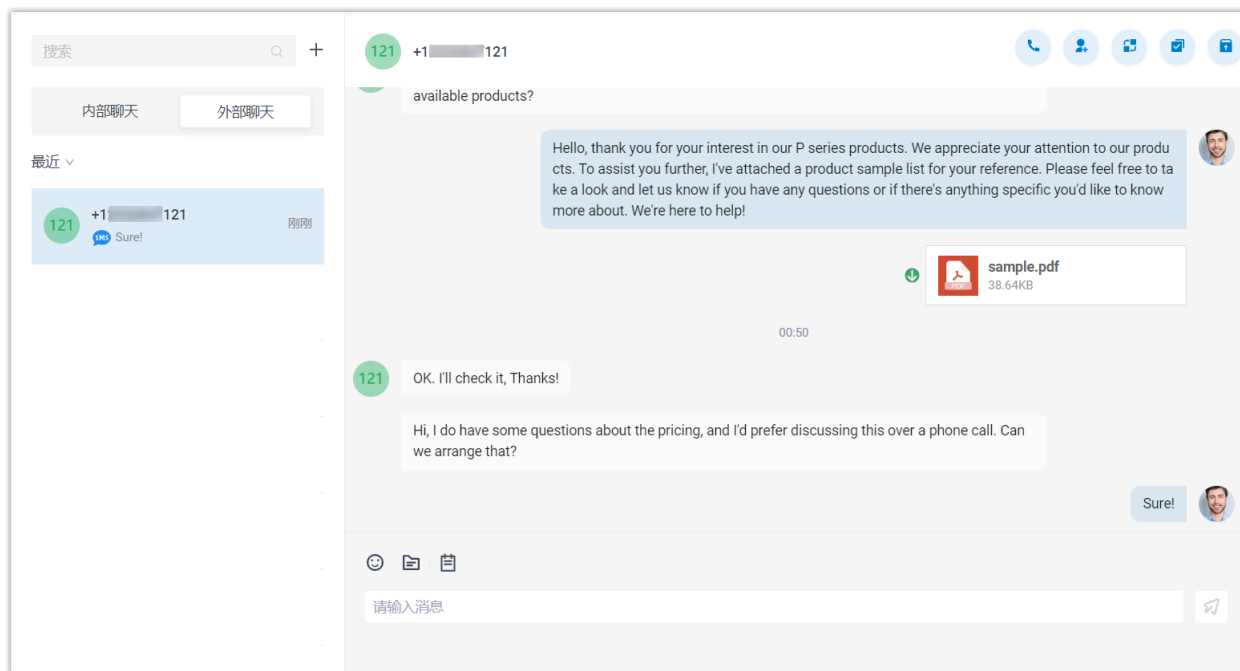 搜索
内部聊天
外部聊天
最近
121
+1
121
SMS
Sure!
刚刚
121
+1
121
available products?
Hello, thank you for your interest in our P series products. We appreciate your attention to our produ
cts. To assist you further, I've attached a product sample list for your reference. Please feel free to ta
ke a look and let us know if you have any questions or if there's anything specific you'd like to know
more about. We're here to help!
PDF
sample.pdf
38.64KB
00:50
121
OK. I'll check it, Thanks!
Hi, I do have some questions about the pricing, and I'd prefer discussing this over a phone call. Can
we arrange that?
Sure!
请输入消息